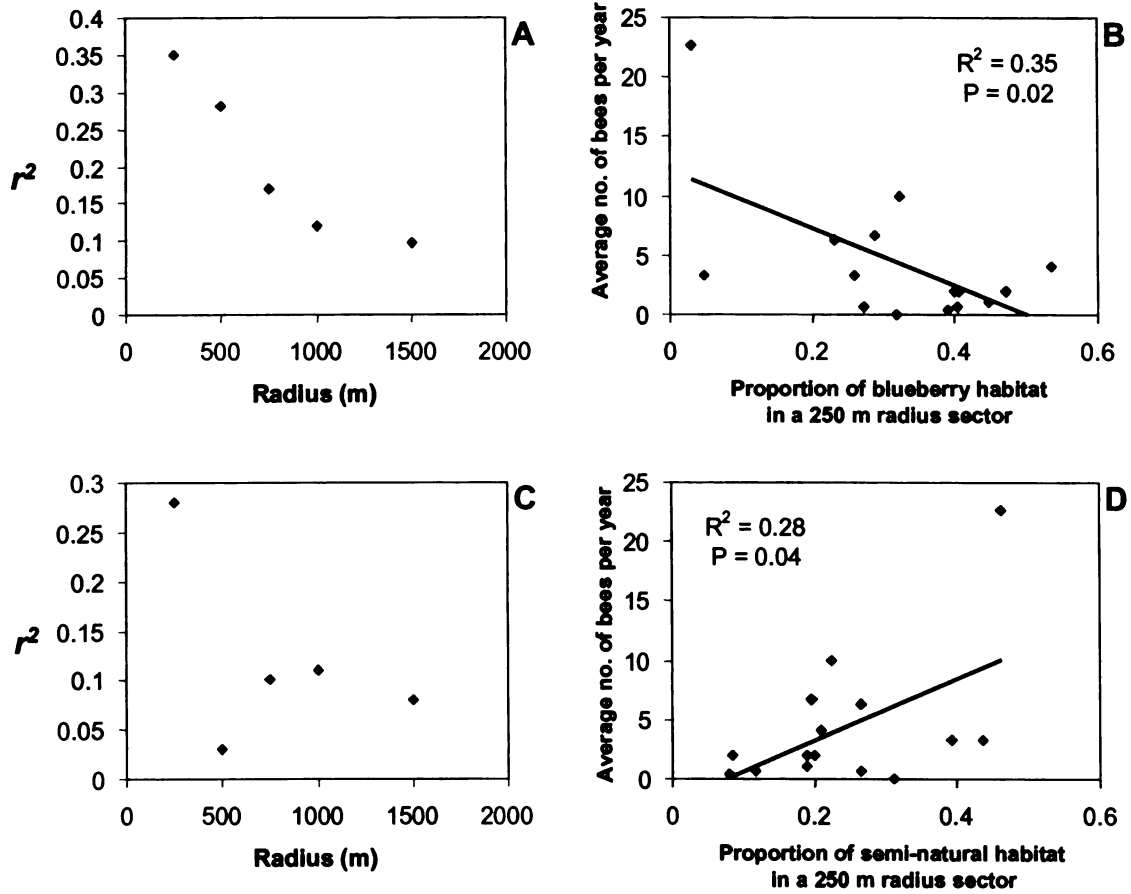 A
r²
0.4
0.35
0.3
0.25
0.2
0.15
0.1
0.05
0
0 500 1000 1500 2000
Radius (m)
B
Average no. of bees per year
25
20
15
10
5
0
R² = 0.35
P = 0.02
0 0.2 0.4 0.6
Proportion of blueberry habitat
in a 250 m radius sector
C
r²
0.3
0.25
0.2
0.15
0.1
0.05
0
0 500 1000 1500 2000
Radius (m)
D
Average no. of bees per year
25
20
15
10
5
0
R² = 0.28
P = 0.04
0 0.2 0.4 0.6
Proportion of semi-natural habitat
in a 250 m radius sector